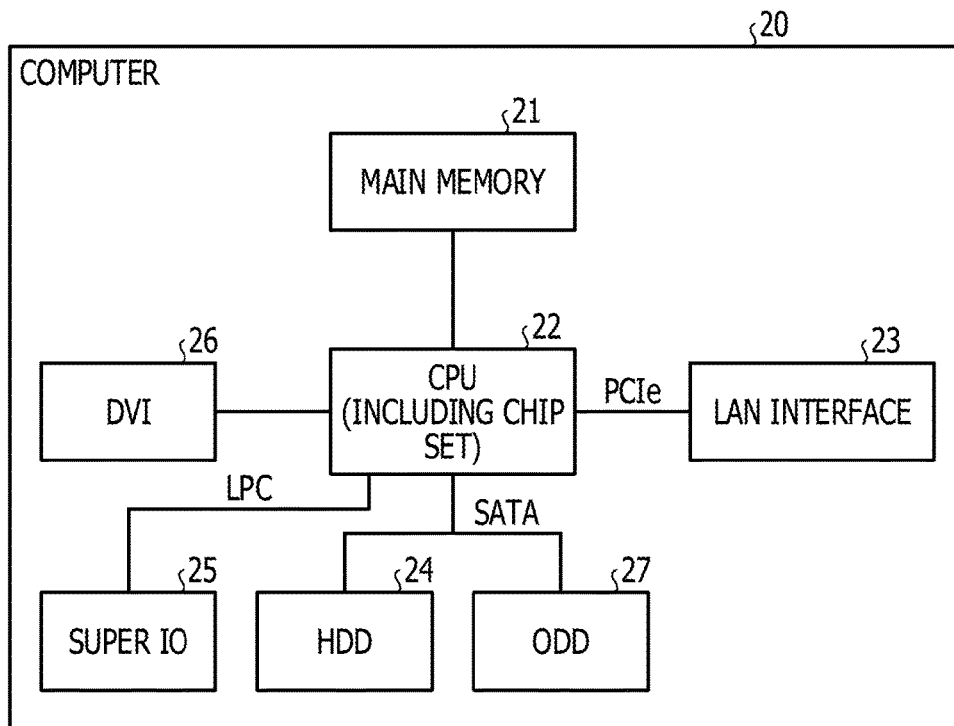 20
COMPUTER
21
MAIN MEMORY
26
DVI
22
CPU
(INCLUDING CHIP
SET)
PCIe
23
LAN INTERFACE
LPC
SATA
25
SUPER IO
24
HDD
27
ODD